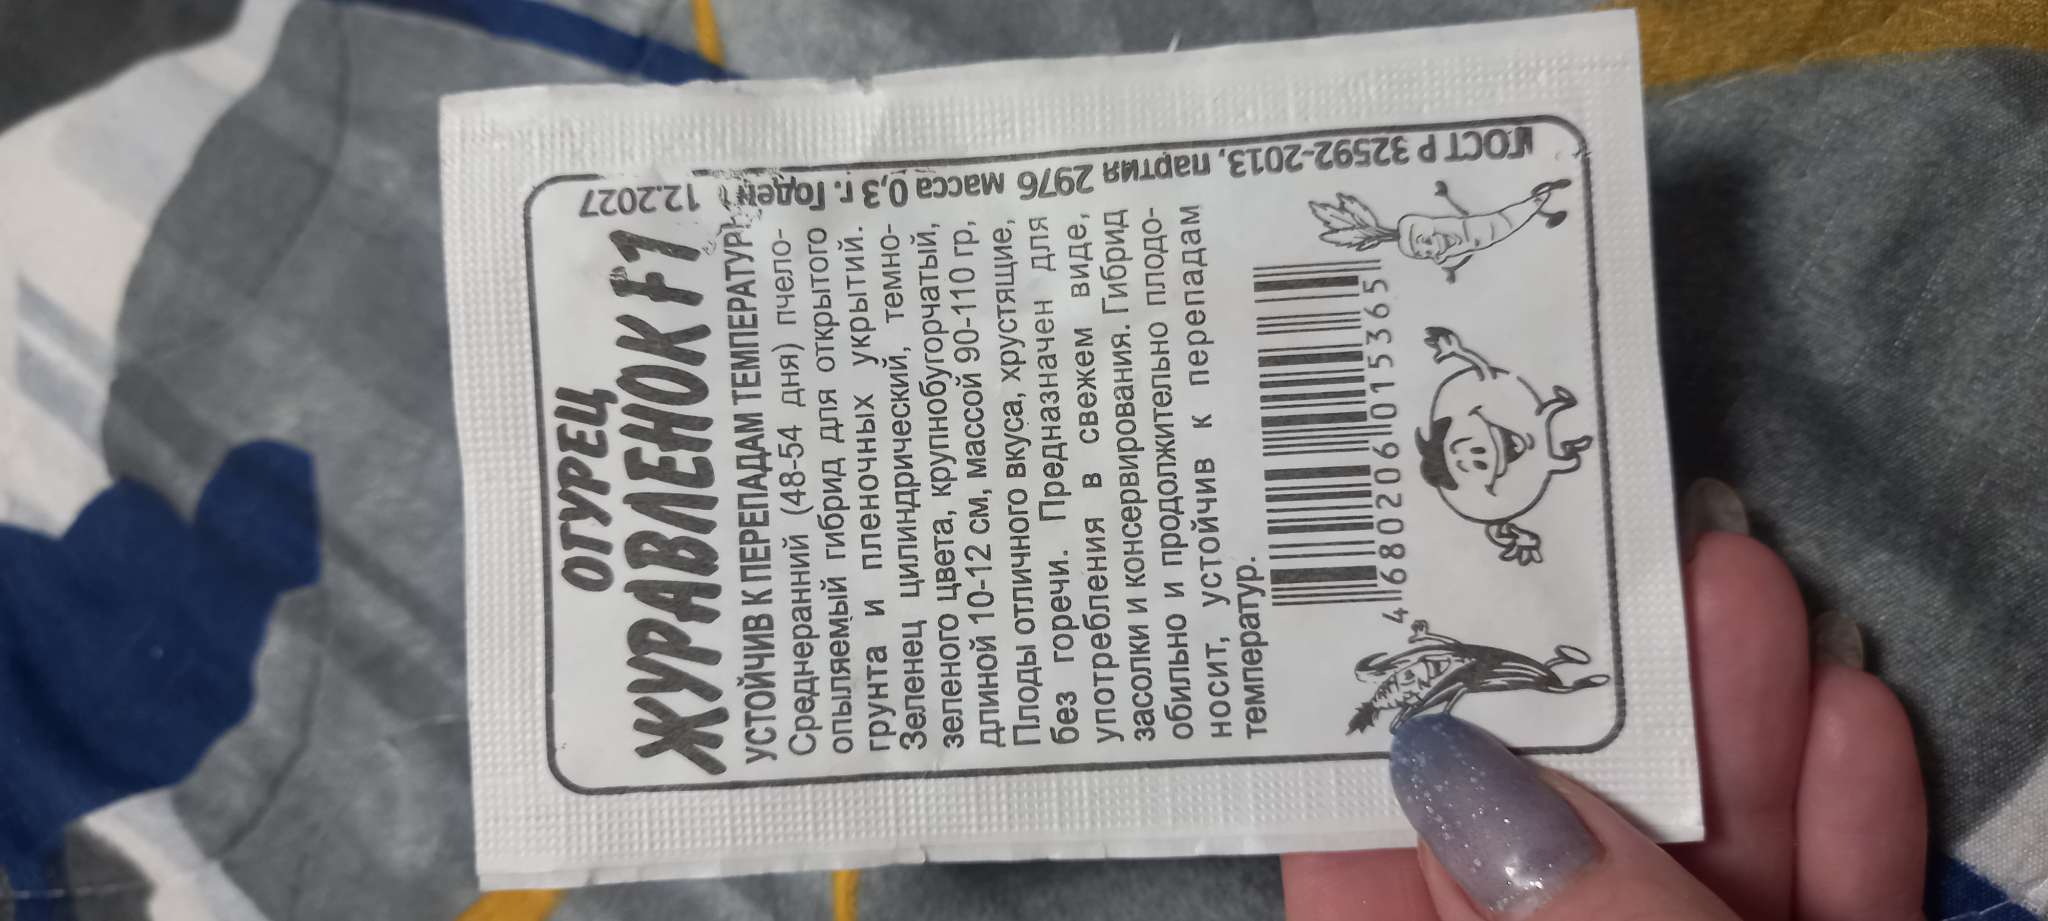 ОГУРЕЦ
ЖУРАВЛЕНОК F1
УСТОЙЧИВ К ПЕРЕПАДАМ ТЕМПЕРАТУР!
Среднеранний (48-54 дня) пчело-
опыляемый гибрид для открытого
грунта и пленочных укрытий.
Зеленец цилиндрический, темно-
зеленого цвета, крупнобугорчатый,
длиной 10-12 см, массой 90-110 гр,
Плоды отличного вкуса, хрустящие,
без горечи. Предназначен для
употребления в свежем виде,
засолки и консервирования. Гибрид
обильно и продолжительно плодо-
носит, устойчив к перепадам
температур.
4 680206 015365
ГОСТ Р 32592-2013, партия 2976 масса 0,3 г. Годен 12.2027